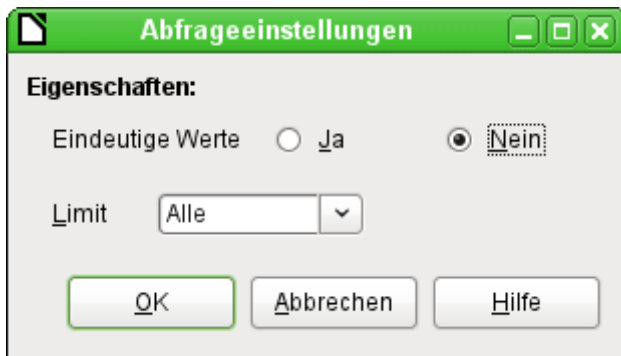 Abfrageeinstellungen
Eigenschaften:
Eindeutige Werte Ja Nein
Limit Alle
OK Abbrechen Hilfe